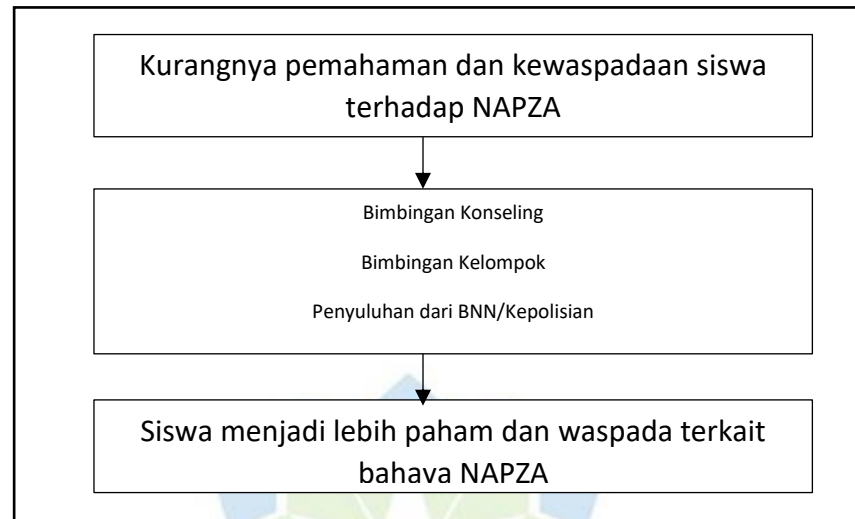 Kurangnya pemahaman dan kewaspadaan siswa
terhadap NAPZA
Bimbingan Konseling
Bimbingan Kelompok
Penyuluhan dari BNN/Kepolisian
Siswa menjadi lebih paham dan waspada terkait
bahaya NAPZA